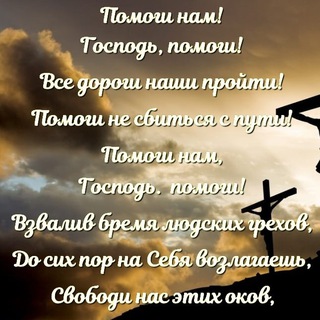 Помоги нам!
Господь, помоги!
Все дороги наши пройти!
Помоги не сбиться с пути!
Помоги нам,
Господь. помоги!
Взвалив бремя людских грехов,
До сих пор на Себя возлагаешь,
Свободи нас этих оков,